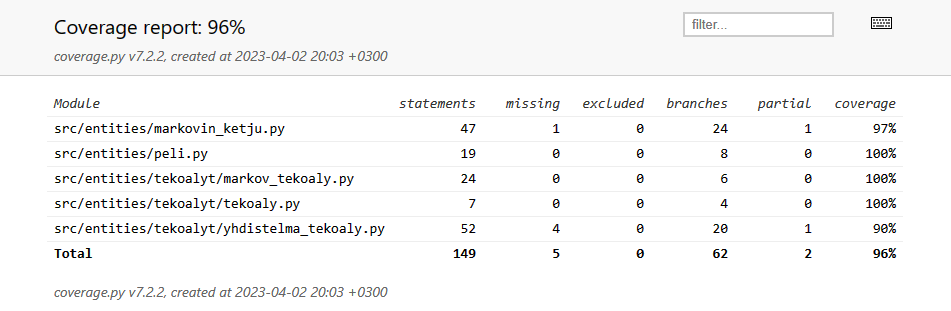 Coverage report: 96%
filter...
coverage.py v7.2.2, created at 2023-04-02 20:03 +0300
Module statements missing excluded branches partial coverage
src/entities/markovin_ketju.py 47 1 0 24 1 97%
src/entities/peli.py 19 0 0 8 0 100%
src/entities/tekoalyt/markov_tekoaly.py 24 0 0 6 0 100%
src/entities/tekoalyt/tekoaly.py 7 0 0 4 0 100%
src/entities/tekoalyt/yhdistelma_tekoaly.py 52 4 0 20 1 90%
Total 149 5 0 62 2 96%
coverage.py v7.2.2, created at 2023-04-02 20:03 +0300